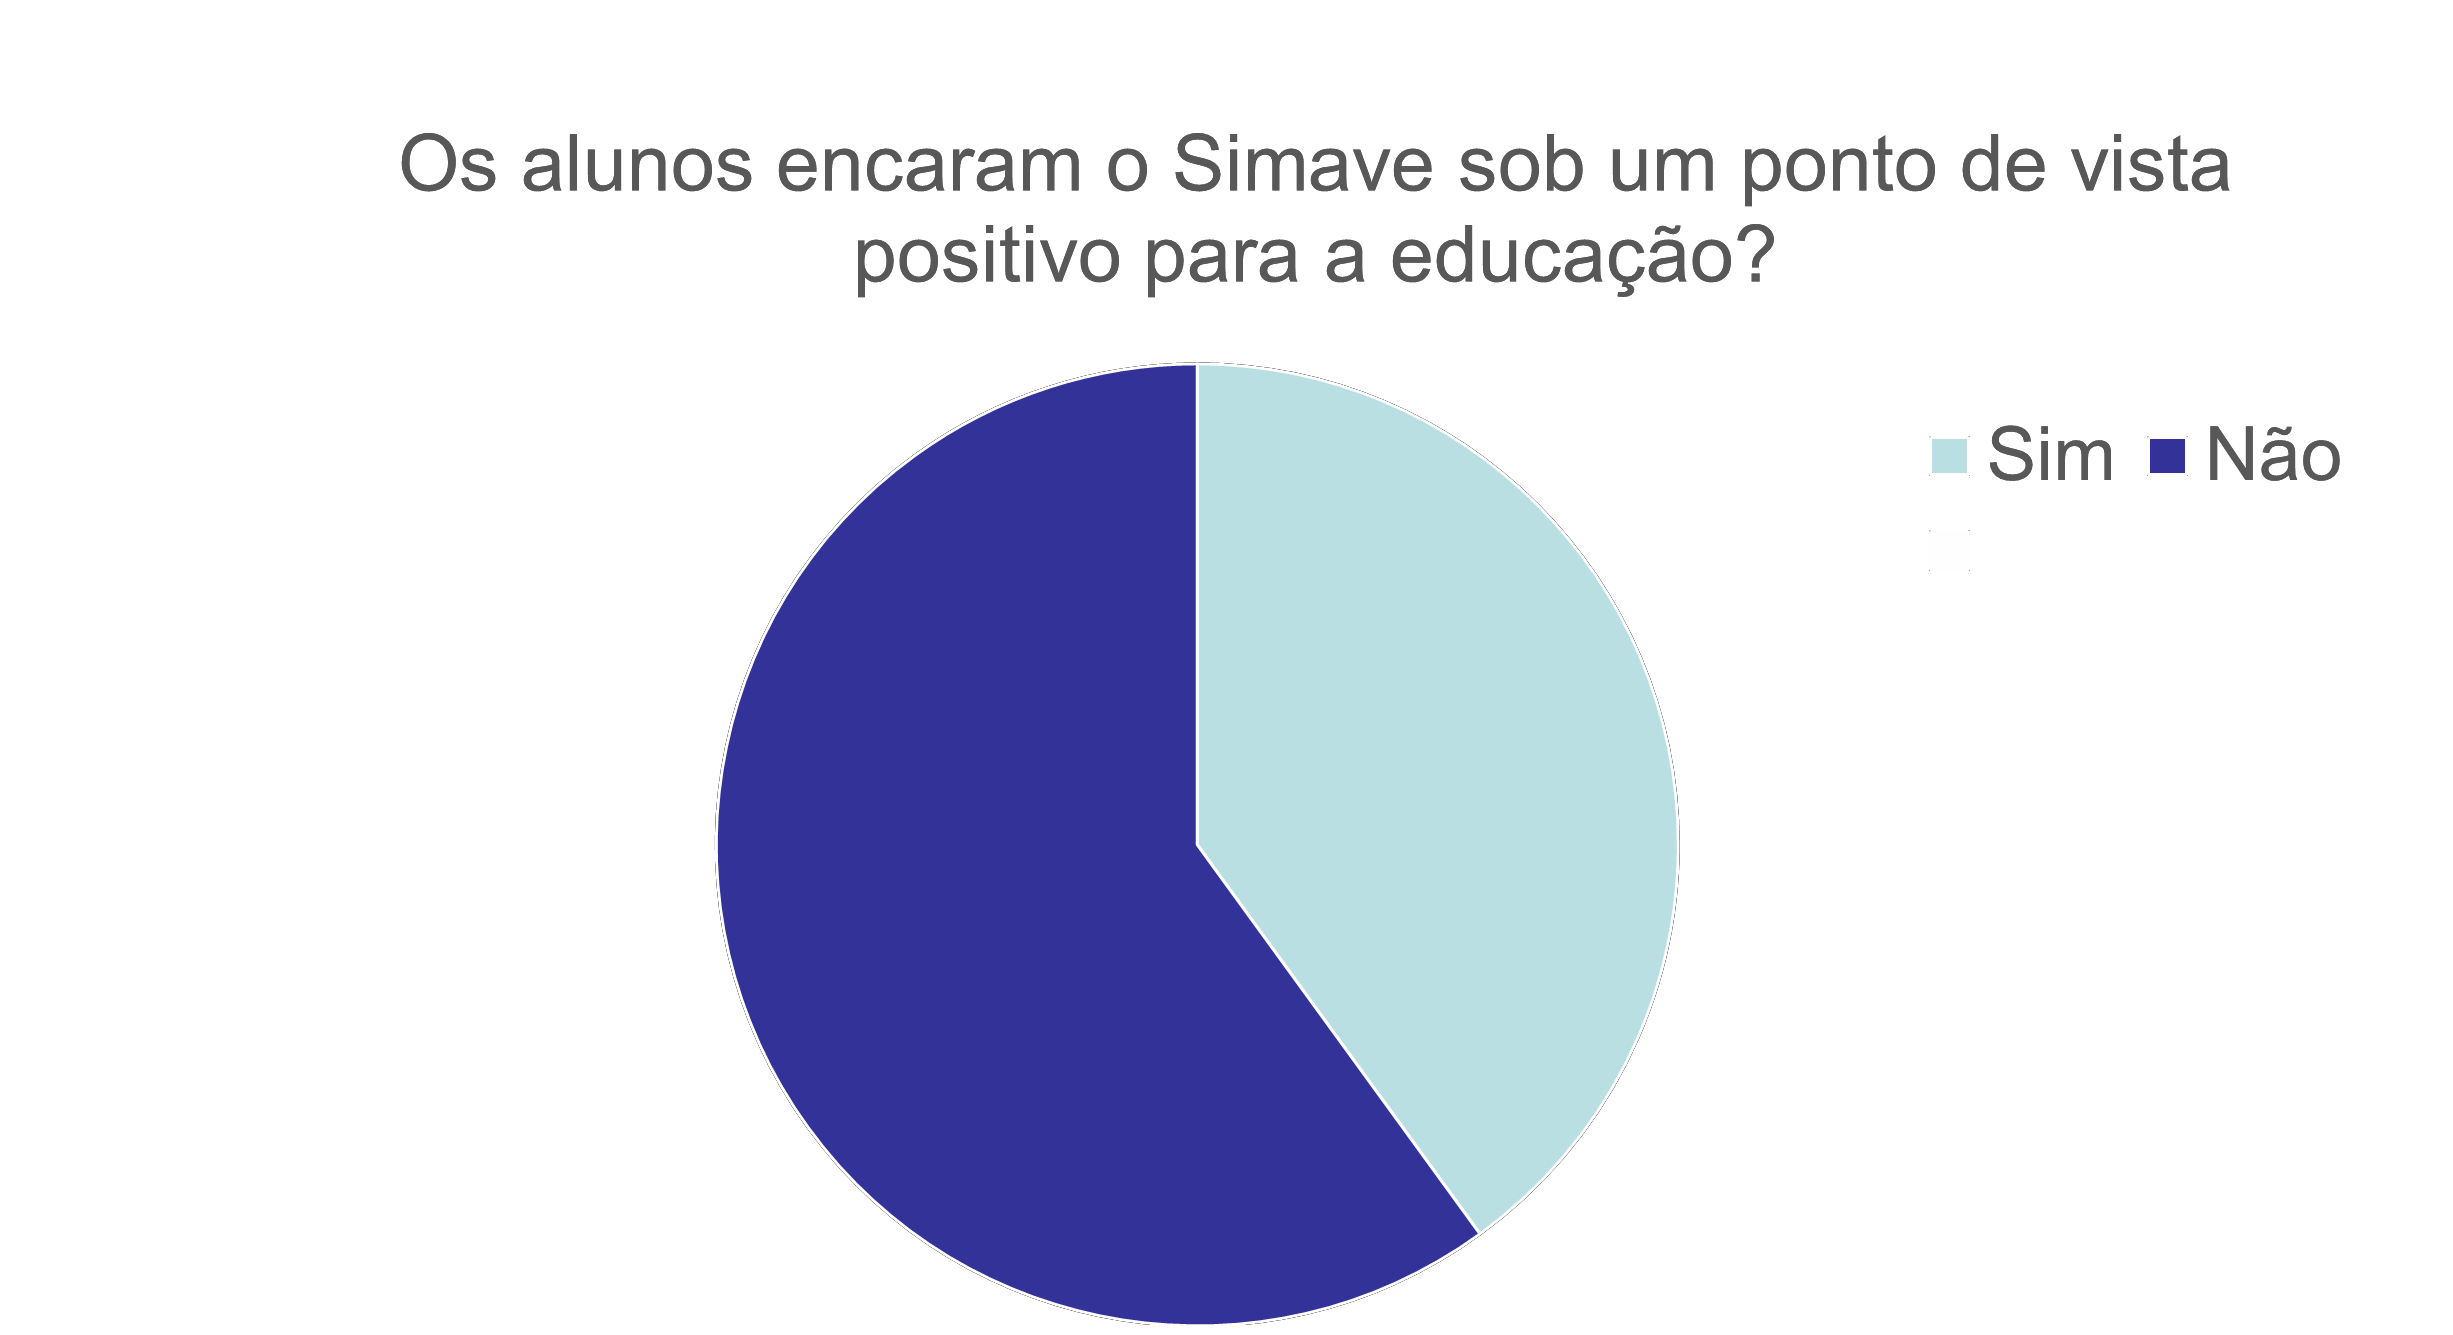 Os alunos encaram o Simave sob um ponto de vista
positivo para a educação?
Sim Não